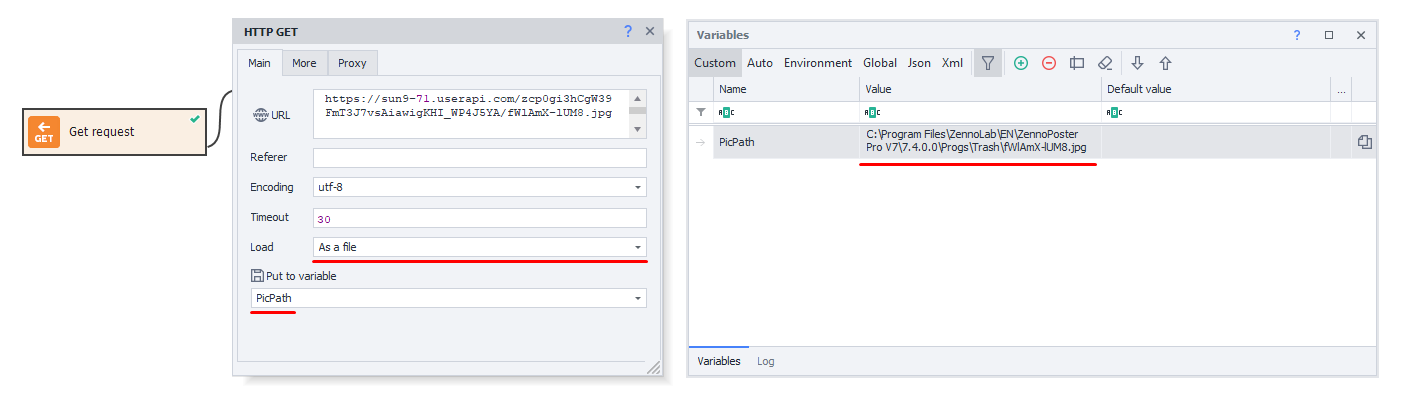 GET
Get request
HTTP GET
?
Main
More
Proxy
www URL
https://sun9-71.userapi.com/zcp0gi3hCgW39
FmT3J7vsAiawigKHI_WP4J5YA/fWlAmX-lUM8.jpg
Referer
Encoding
utf-8
Timeout
30
Load
As a file
Put to variable
PicPath
Variables
?
Custom Auto Environment Global Json Xml
Name Value Default value ...
ABC ABC ABC
PicPath
C:\Program Files\ZennoLab\EN\ZennoPoster
Pro V7\7.4.0.0\Progs\Trash\fWlAmX-lUM8.jpg
Variables Log